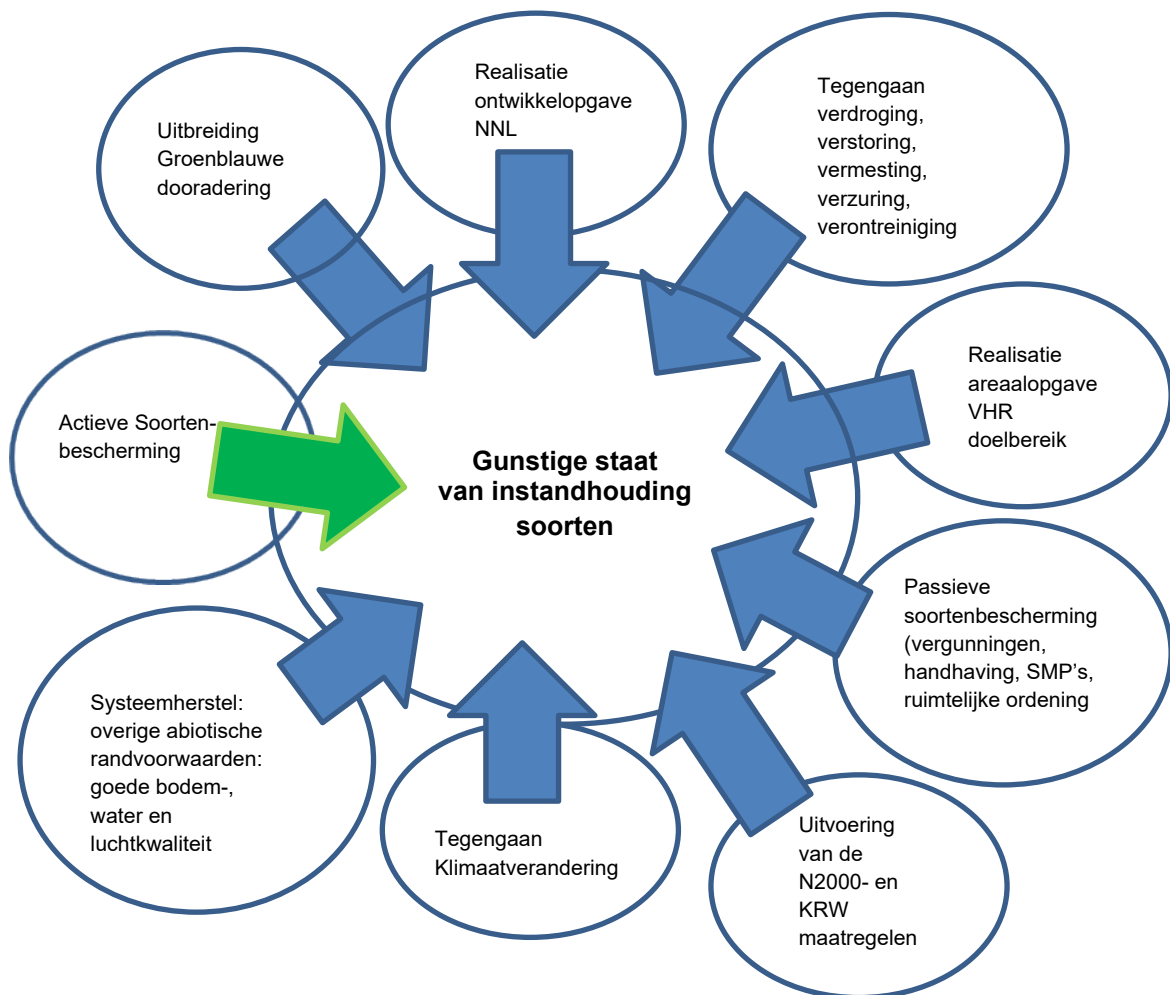 Realisatie
ontwikkelopgave
NNL
Tegengaan
verdroging,
verstoring,
vermesting,
verzuring,
verontreiniging
Uitbreiding
Groenblauwe
dooradering
Realisatie
areaalopgave
VHR
doelbereik
Actieve Soorten-
bescherming
Gunstige staat
van instandhouding
soorten
Passieve
soortenbescherming
(vergunningen,
handhaving, SMP’s,
ruimtelijke ordening
Systeemherstel:
overige abiotische
randvoorwaarden:
goede bodem-,
water en
luchtkwaliteit
Tegengaan
Klimaatverandering
Uitvoering
van de
N2000- en
KRW
maatregelen